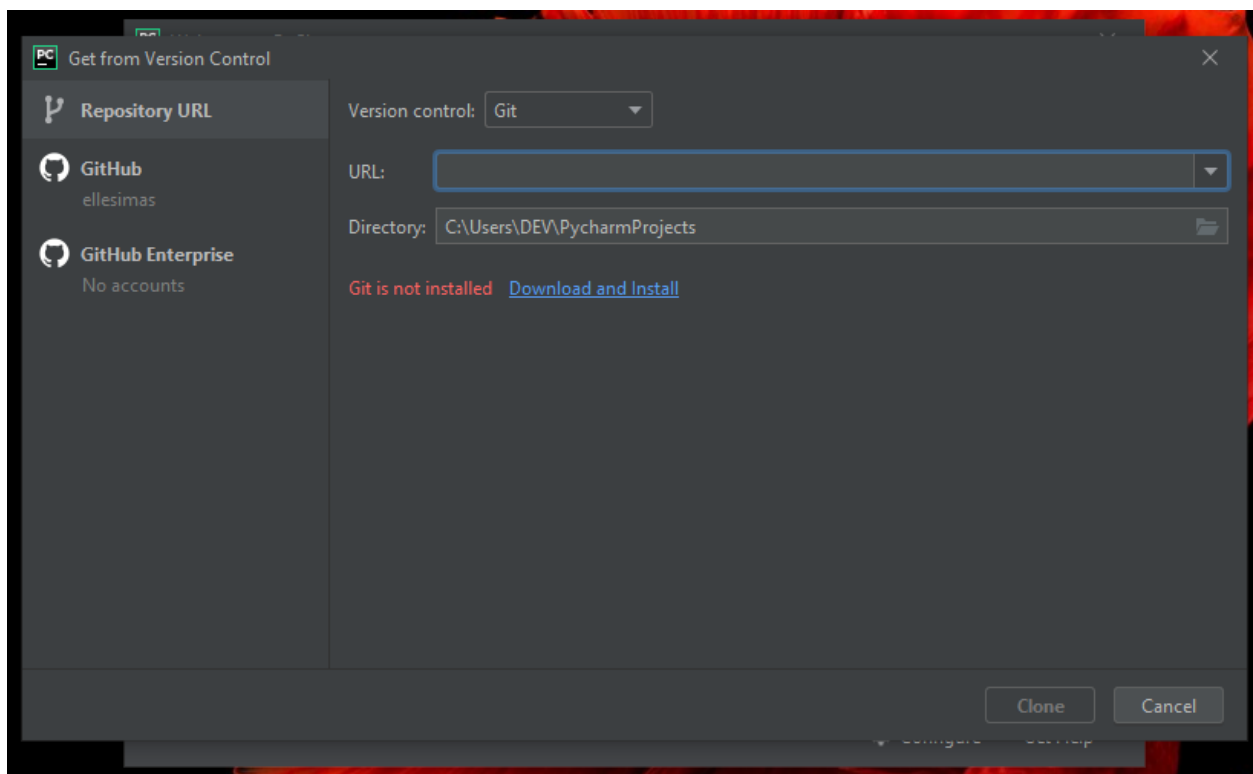 PC Get from Version Control
Repository URL
GitHub
ellesimas
GitHub Enterprise
No accounts
Version control: Git
URL:
Directory: C:\Users\DEV\PycharmProjects
Git is not installed Download and Install
Clone Cancel